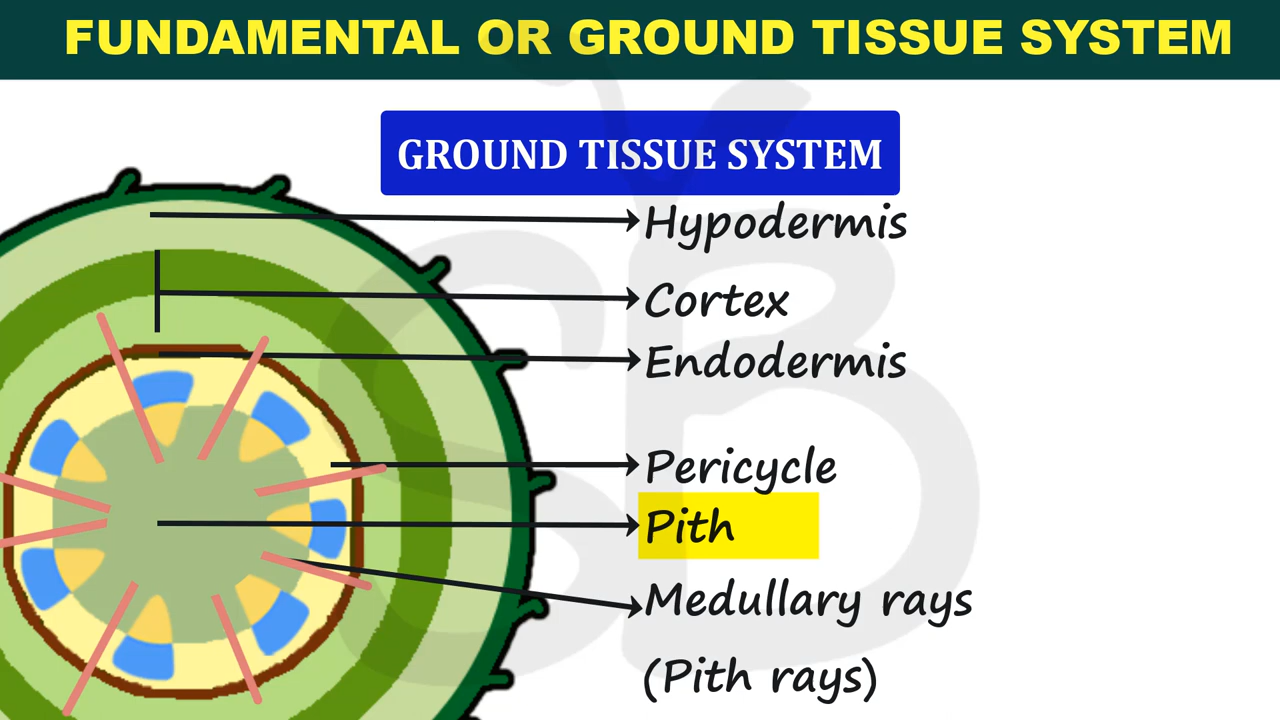 FUNDAMENTAL OR GROUND TISSUE SYSTEM
GROUND TISSUE SYSTEM
Hypodermis
Cortex
Endodermis
Pericycle
Pith
Medullary rays
(Pith rays)